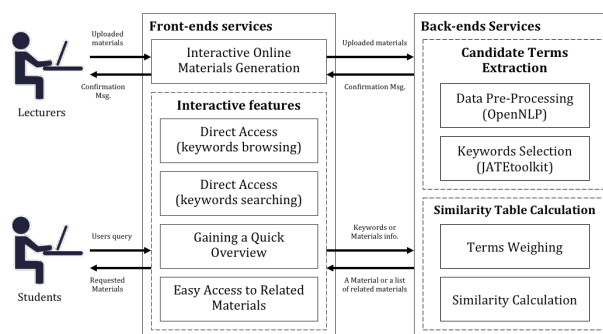 Front-ends services
Back-ends Services
Uploaded
materials
Confirmation
Msg.
Lecturers
Interactive Online
Materials Generation
Uploaded materials
Confirmation Msg.
Candidate Terms
Extraction
Data Pre-Processing
(OpenNLP)
Keywords Selection
(JATEtoolkit)
Interactive features
Direct Access
(keywords browsing)
Direct Access
(keywords searching)
Gaining a Quick
Overview
Easy Access to Related
Materials
Users query
Requested
Materials
Students
Keywords or
Materials info.
A Material or a list
of related materials
Similarity Table Calculation
Terms Weighing
Similarity Calculation